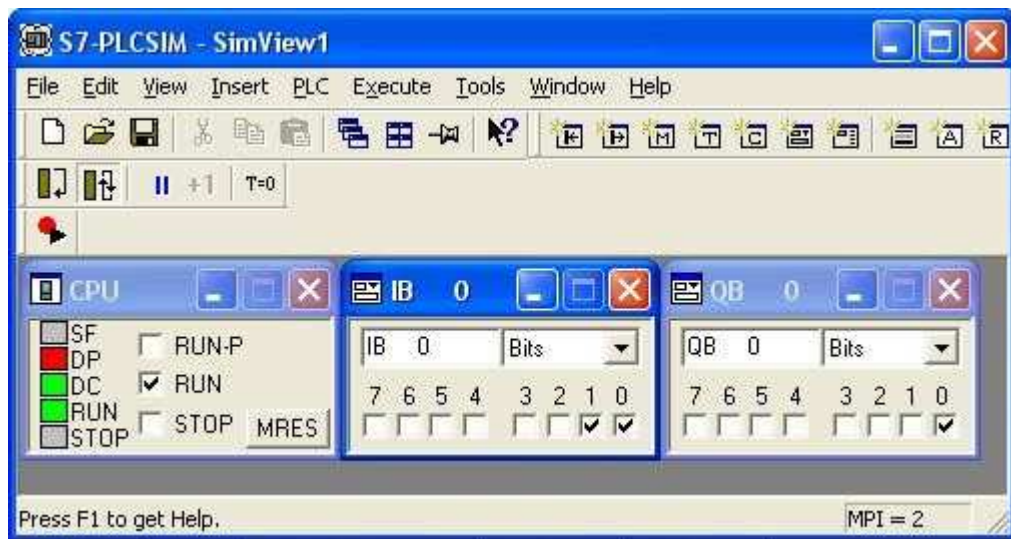 S7-PLCSIM - SimView1
File Edit View Insert PLC Execute Tools Window Help
+1 T=0
CPU
SF
DP
DC
RUN
STOP
RUN-P
RUN
STOP MRES
IB 0
IB 0 Bits
7 6 5 4 3 2 1 0
QB 0
QB 0 Bits
7 6 5 4 3 2 1 0
Press F1 to get Help. MPI = 2